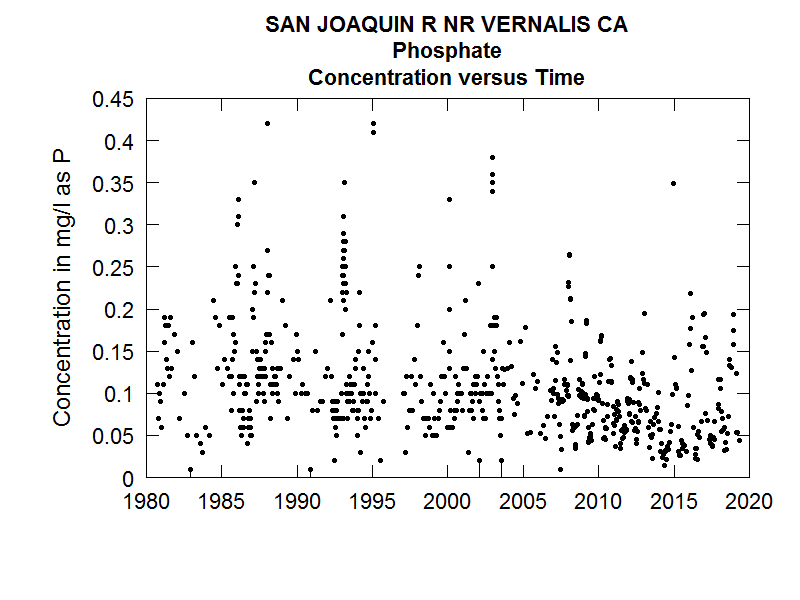 SAN JOAQUIN R NR VERNALIS CA
Phosphate
Concentration versus Time
Concentration in mg/l as P
0.45
0.4
0.35
0.3
0.25
0.2
0.15
0.1
0.05
0
1980 1985 1990 1995 2000 2005 2010 2015 2020